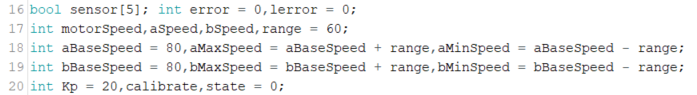 16 bool sensor[5]; int error = 0,lerror = 0;
17 int motorSpeed,aSpeed,bSpeed,range = 60;
18 int aBaseSpeed = 80,aMaxSpeed = aBaseSpeed + range,aMinSpeed = aBaseSpeed - range;
19 int bBaseSpeed = 80,bMaxSpeed = bBaseSpeed + range,bMinSpeed = bBaseSpeed - range;
20 int Kp = 20,calibrate,state = 0;